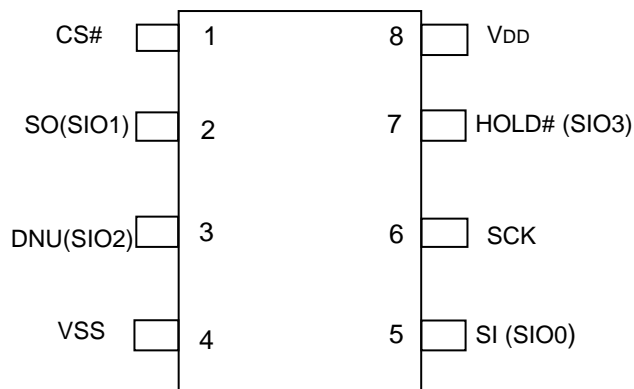 CS# 1 8 VDD
SO(SIO1) 2 7 HOLD# (SIO3)
DNU(SIO2) 3 6 SCK
VSS 4 5 SI (SIO0)